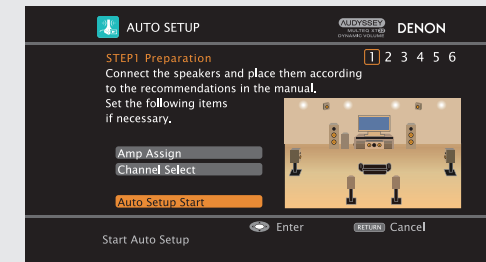 AUTO SETUP
AUDYSSEY
MULTEQ XT32
DYNAMIC VOLUME
DENON
STEP1 Preparation
1 2 3 4 5 6
Connect the speakers and place them according
to the recommendations in the manual.
Set the following items
if necessary.
Amp Assign
Channel Select
Auto Setup Start
Enter
RETURN Cancel
Start Auto Setup